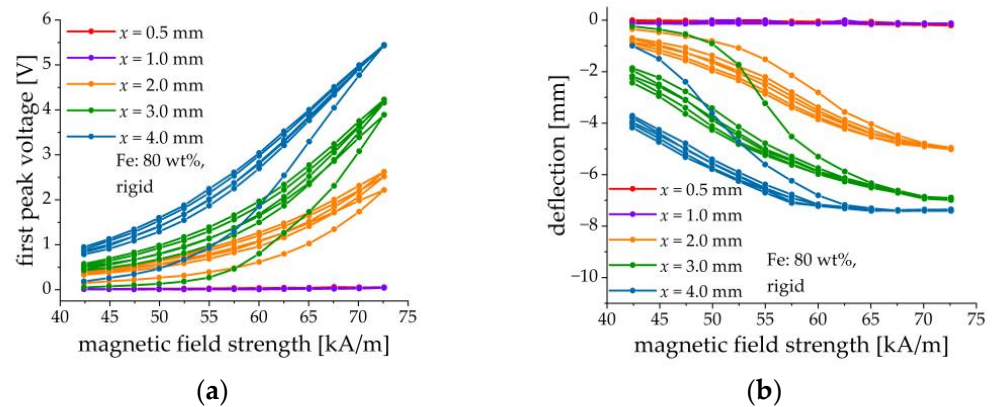 6
5
4
3
2
1
0
first peak voltage [V]
x = 0.5 mm
x = 1.0 mm
x = 2.0 mm
x = 3.0 mm
x = 4.0 mm
Fe: 80 wt%,
rigid
40 45 50 55 60 65 70 75
magnetic field strength [kA/m]
(a)
0
−2
−4
−6
−8
−10
deflection [mm]
x = 0.5 mm
x = 1.0 mm
x = 2.0 mm
x = 3.0 mm
x = 4.0 mm
Fe: 80 wt%,
rigid
40 45 50 55 60 65 70 75
magnetic field strength [kA/m]
(b)